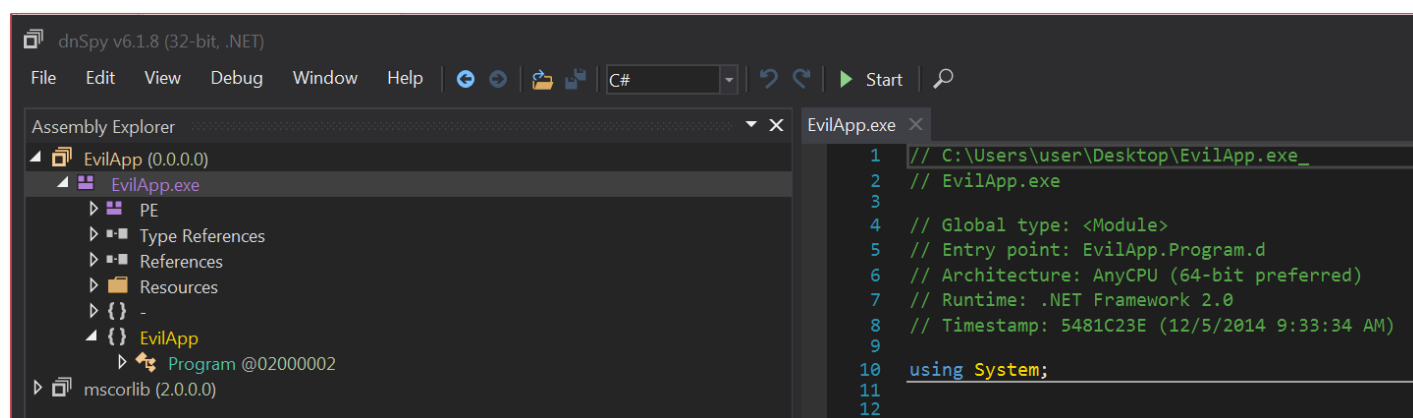 dnSpy v6.1.8 (32-bit, .NET)
File Edit View Debug Window Help C# Start
Assembly Explorer
EvilApp (0.0.0.0)
EvilApp.exe
PE
Type References
References
Resources
{ } -
{ } EvilApp
Program @02000002
mscorlib (2.0.0.0)
EvilApp.exe
1 // C:\Users\user\Desktop\EvilApp.exe_
2 // EvilApp.exe
3
4 // Global type: <Module>
5 // Entry point: EvilApp.Program.d
6 // Architecture: AnyCPU (64-bit preferred)
7 // Runtime: .NET Framework 2.0
8 // Timestamp: 5481C23E (12/5/2014 9:33:34 AM)
9
10 using System;
11
12